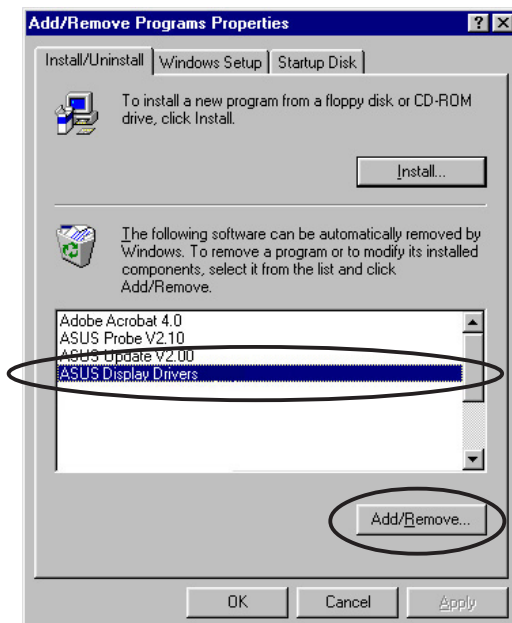 Add/Remove Programs Properties
Install/Uninstall Windows Setup Startup Disk
To install a new program from a floppy disk or CD-ROM
drive, click Install.
Install...
The following software can be automatically removed by
Windows. To remove a program or to modify its installed
components, select it from the list and click
Add/Remove.
Adobe Acrobat 4.0
ASUS Probe V2.10
ASUS Update V2.00
ASUS Display Drivers
Add/Remove...
OK Cancel Apply